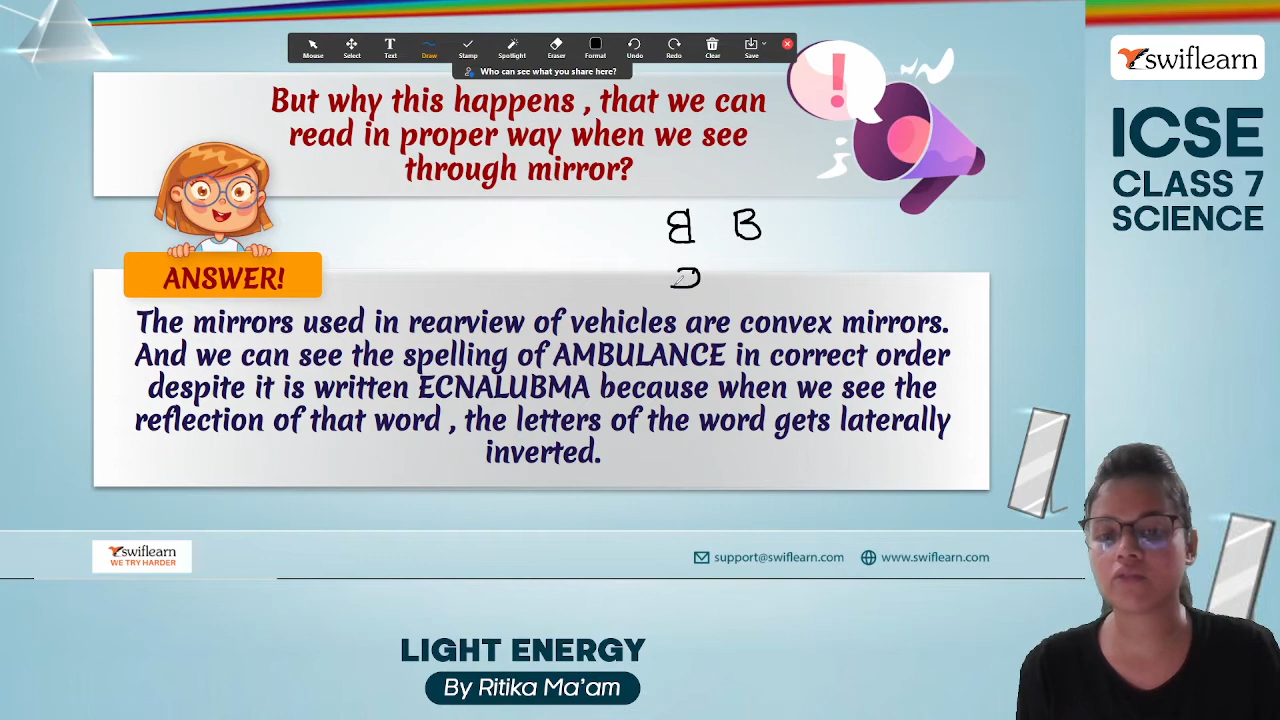 Mouse Select Text Draw Stamp Spotlight Eraser Format Undo Redo Clear Save
Who can see what you share here?
swiflearn
ICSE
CLASS 7
SCIENCE
But why this happens , that we can
read in proper way when we see
through mirror?
B
ANSWER!
The mirrors used in rearview of vehicles are convex mirrors.
And we can see the spelling of AMBULANCE in correct order
despite it is written ECNALUBMA because when we see the
reflection of that word , the letters of the word gets laterally
inverted.
swiflearn
WE TRY HARDER
support@swiflearn.com www.swiflearn.com
LIGHT ENERGY
By Ritika Ma'am